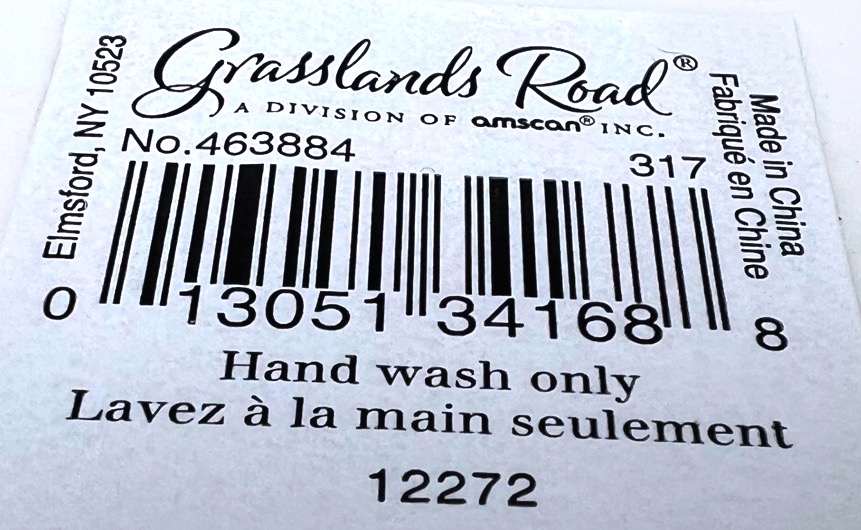 Grasslands Road®
A DIVISION OF amscan® INC.
Elmsford, NY 10523
No.463884
317
Made in China
Fabriqué en Chine
0 13051 34168 8
Hand wash only
Lavez à la main seulement
12272